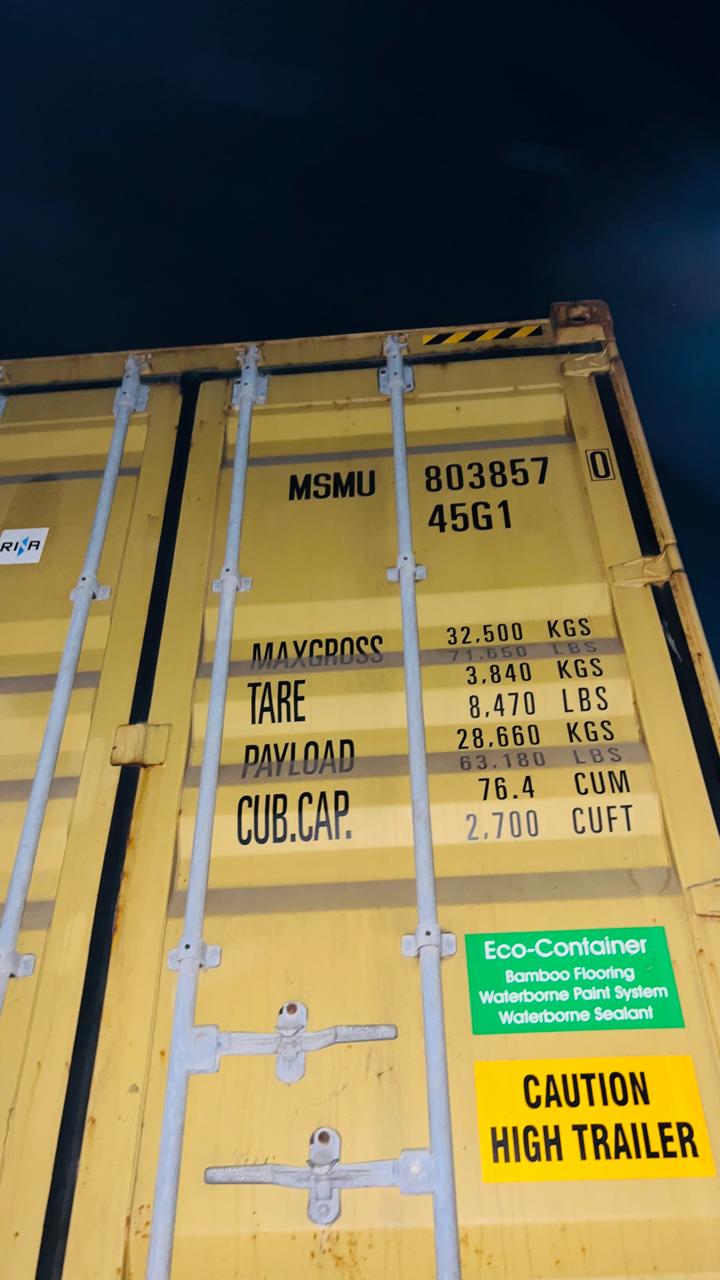 MSMU 803857 0
45G1
RINA
MAXGROSS 32,500 KGS
71,650 LBS
TARE 3,840 KGS
8,470 LBS
PAYLOAD 28,660 KGS
63,180 LBS
CUB.CAP. 76.4 CUM
2,700 CUFT
Eco-Container
Bamboo Flooring
Waterborne Paint System
Waterborne Sealant
CAUTION
HIGH TRAILER